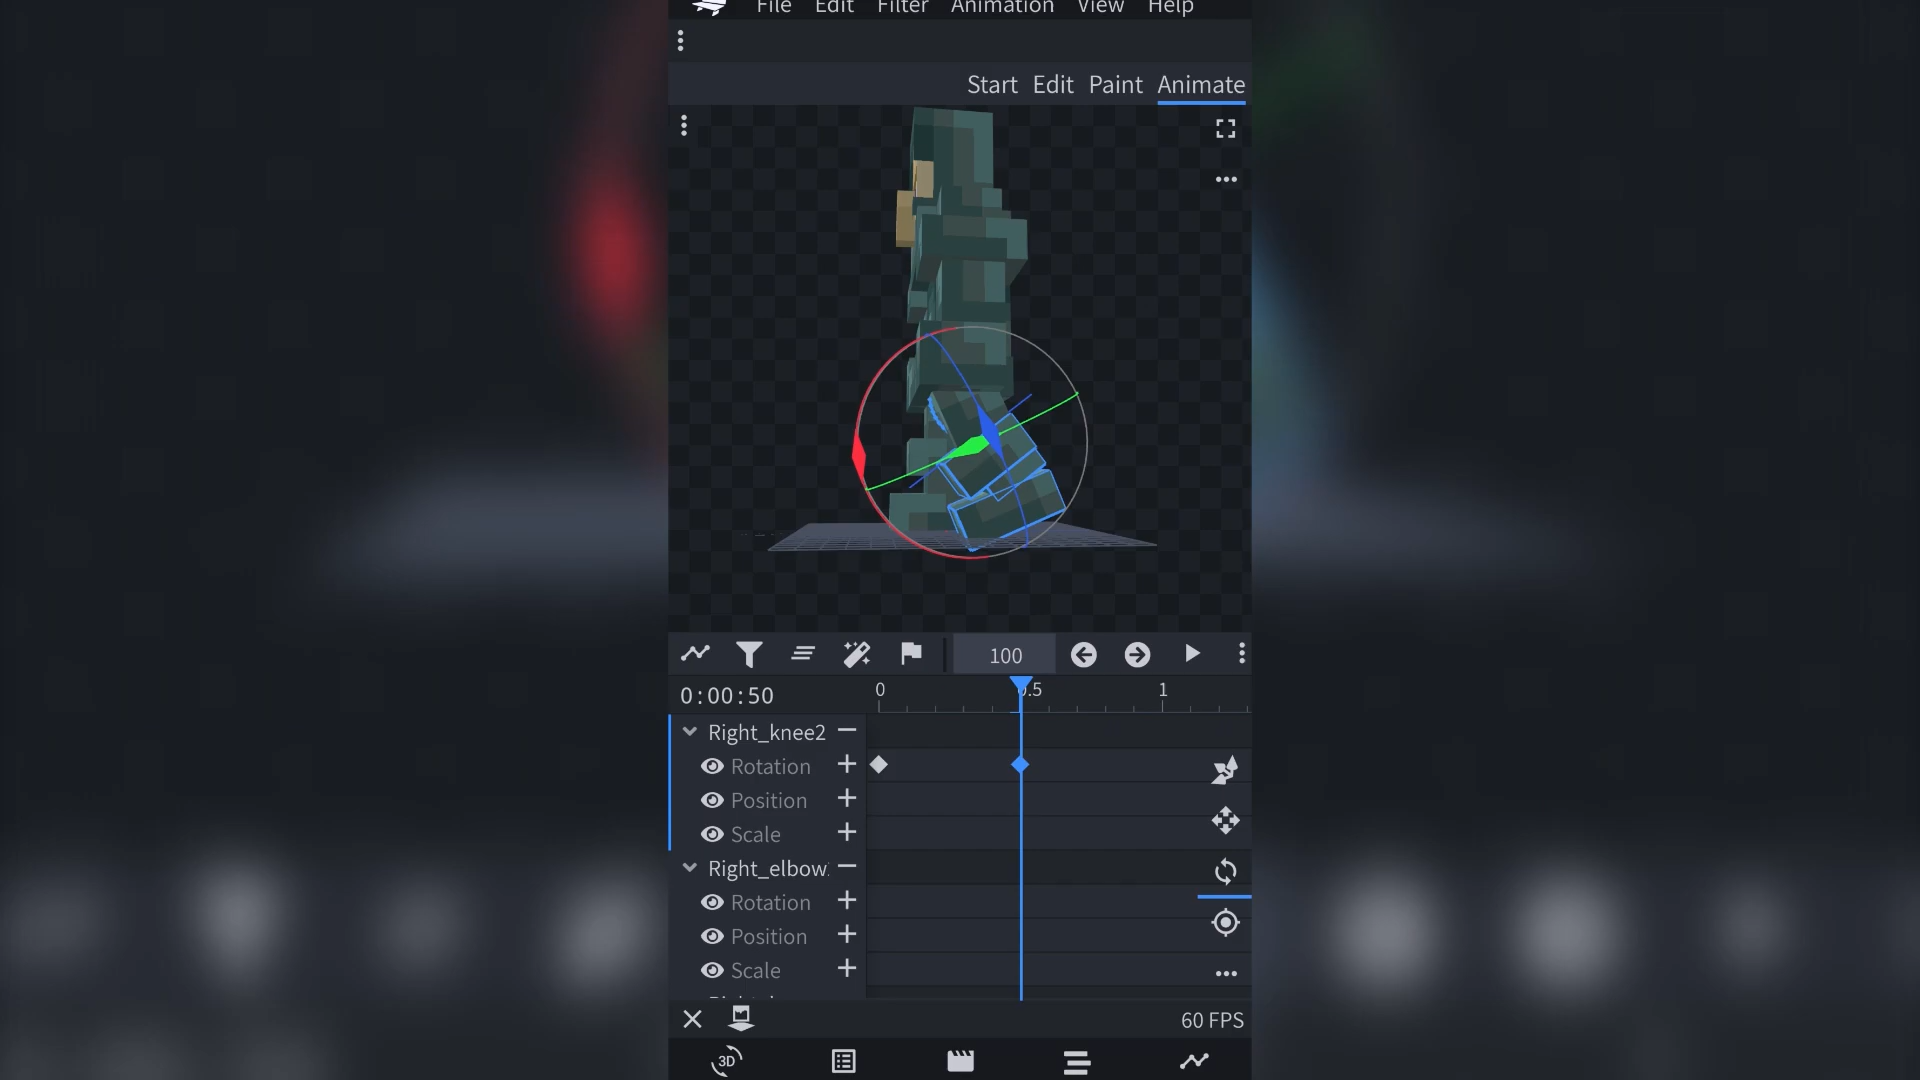 File Edit Filter Animation View Help
Start Edit Paint Animate
100
0:00:50
0 0.5 1
Right_knee2
Rotation
Position
Scale
Right_elbow
Rotation
Position
Scale
60 FPS
3D